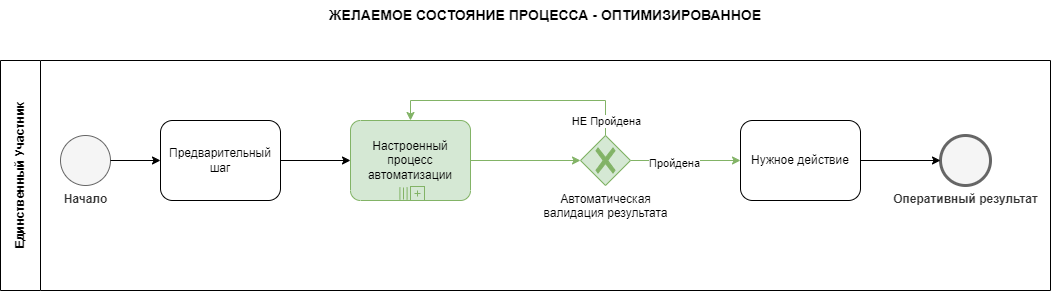 ЖЕЛАЕМОЕ СОСТОЯНИЕ ПРОЦЕССА - ОПТИМИЗИРОВАННОЕ
Единственный Участник
Начало
Предварительный
шаг
Настроенный
процесс
автоматизации
НЕ Пройдена
Автоматическая
валидация результата
Пройдена
Нужное действие
Оперативный результат